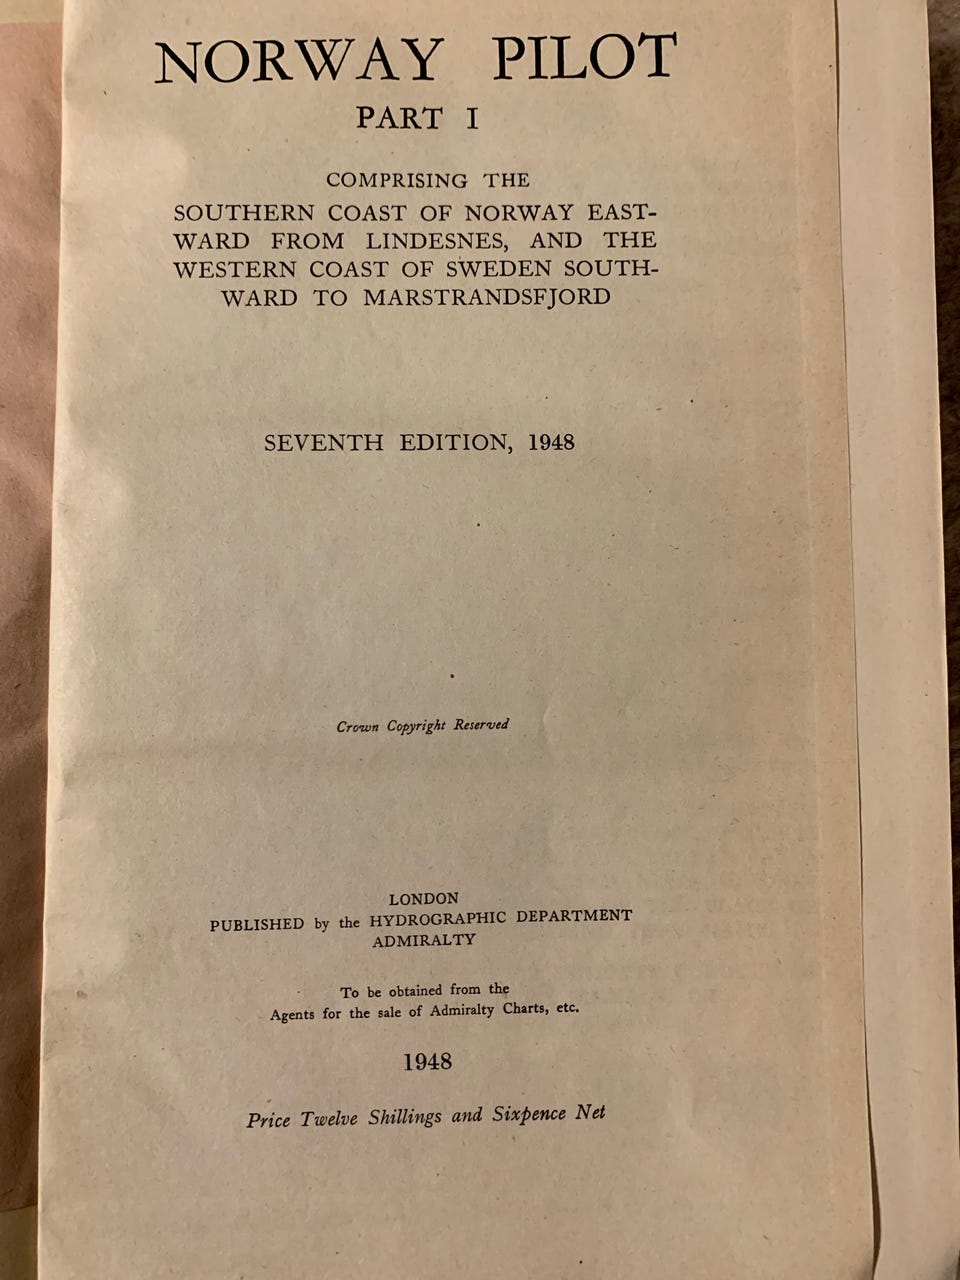 NORWAY PILOT
PART I
COMPRISING THE
SOUTHERN COAST OF NORWAY EAST-
WARD FROM LINDESNES, AND THE
WESTERN COAST OF SWEDEN SOUTH-
WARD TO MARSTRANDSFJORD
SEVENTH EDITION, 1948
Crown Copyright Reserved
LONDON
PUBLISHED by the HYDROGRAPHIC DEPARTMENT
ADMIRALTY
To be obtained from the
Agents for the sale of Admiralty Charts, etc.
1948
Price Twelve Shillings and Sixpence Net